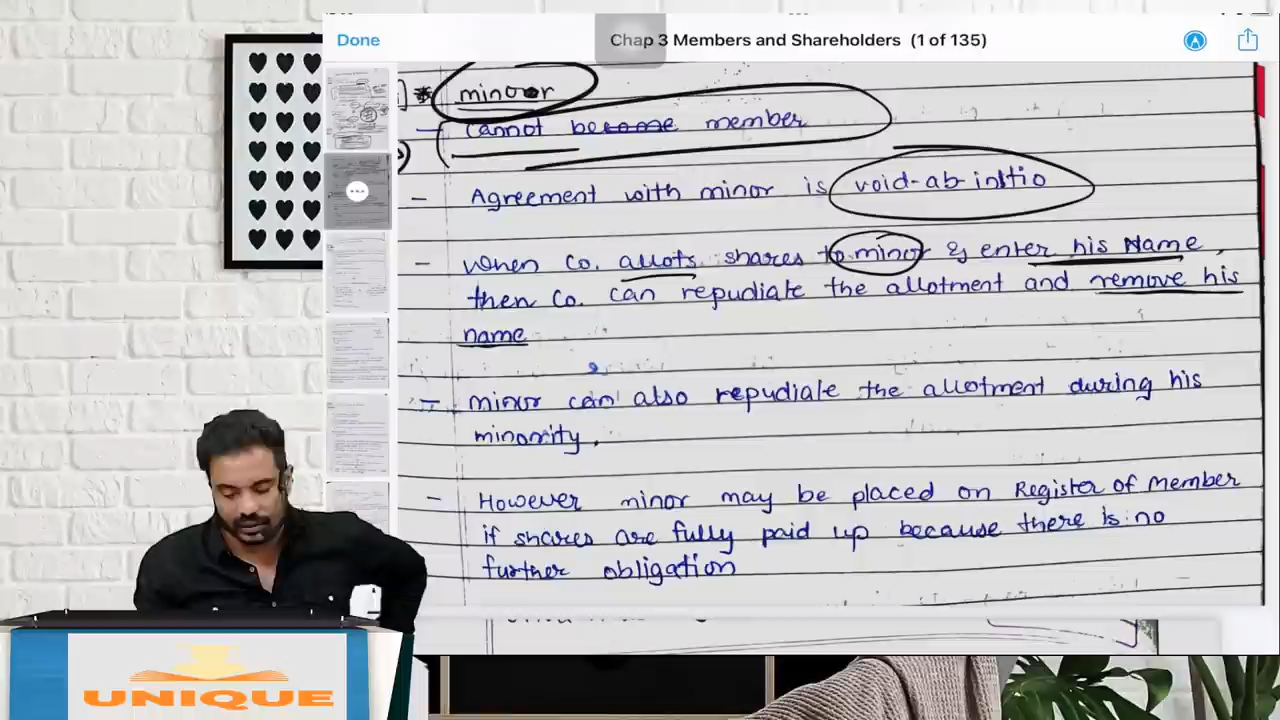 Done
Chap 3 Members and Shareholders (1 of 135)
* minor
- Cannot become member
- Agreement with minor is void-ab-initio
- When Co. allots shares to minor & enter his Name,
then Co. can repudiate the allotment and remove his
name
- minor can also repudiate the allotment during his
minority.
- However minor may be placed on Register of Member
if shares are fully paid up because there is no
further obligation
UNIQUE